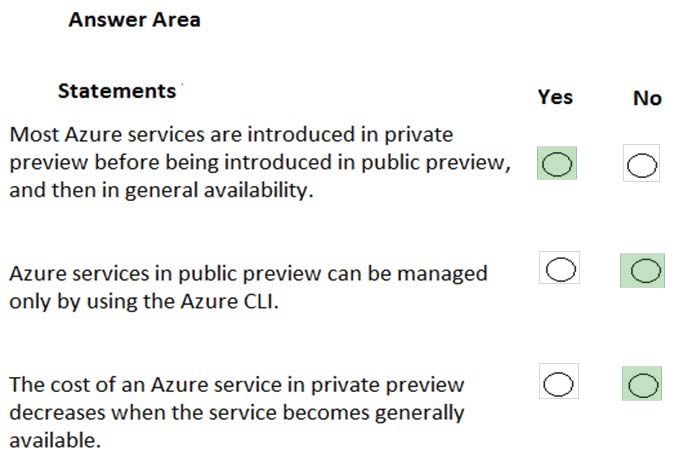 Answer Area
Statements
Yes
No
Most Azure services are introduced in private
preview before being introduced in public preview,
and then in general availability.
Azure services in public preview can be managed
only by using the Azure CLI.
The cost of an Azure service in private preview
decreases when the service becomes generally
available.